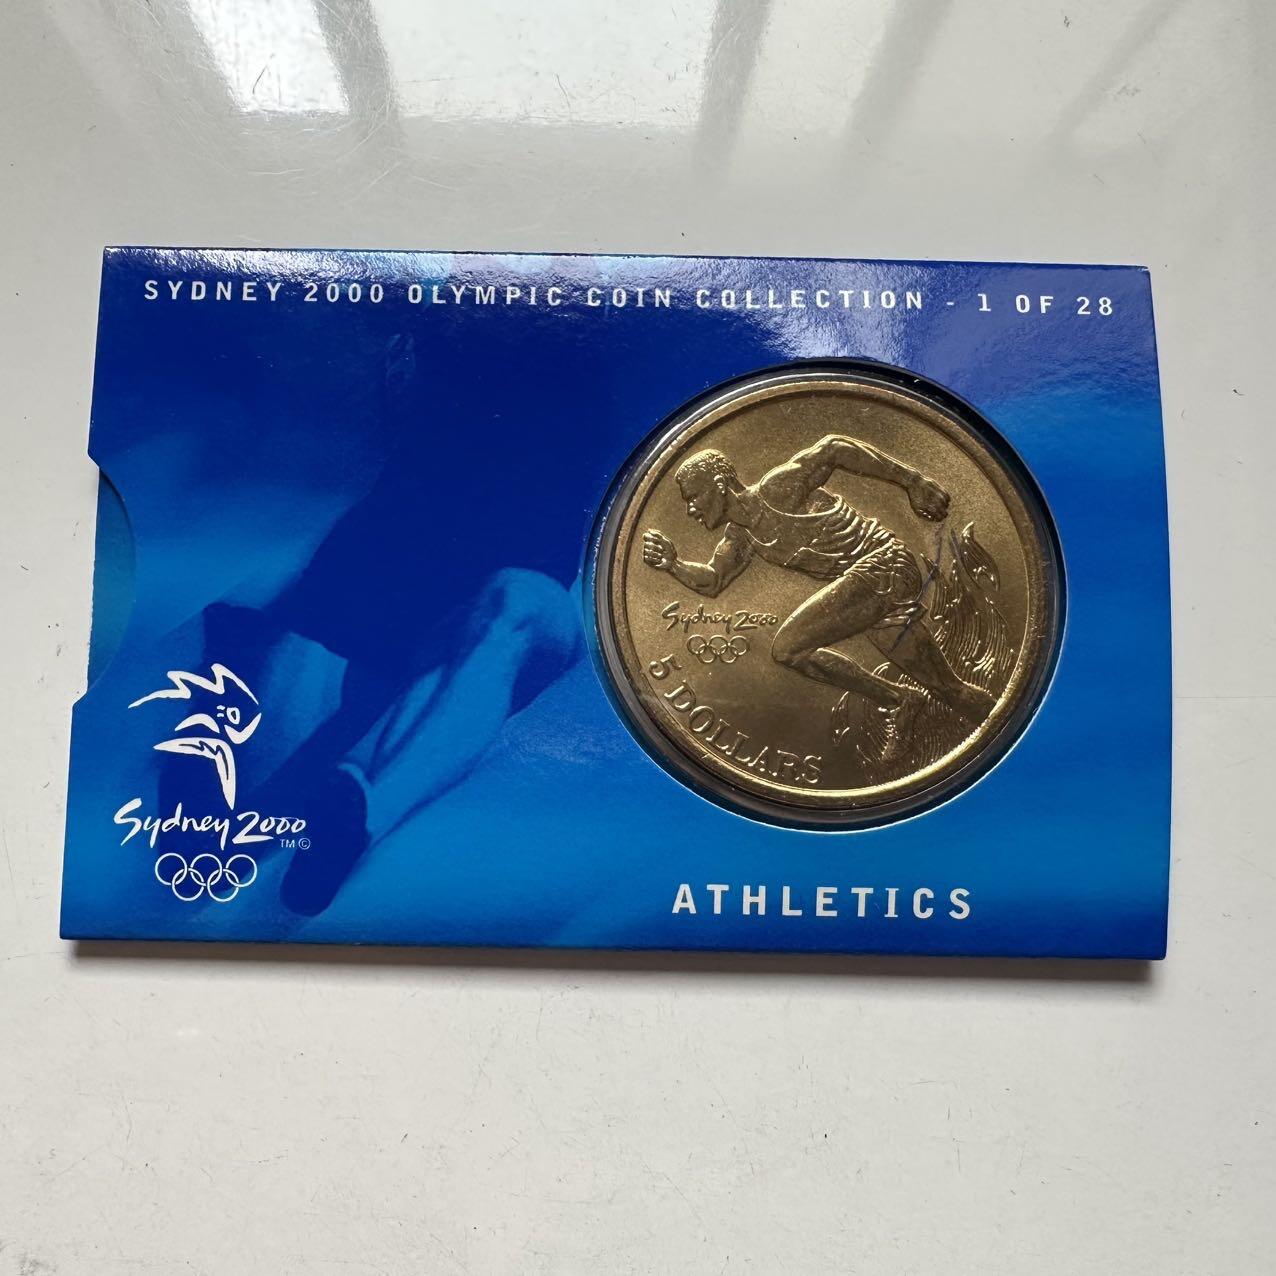 SYDNEY 2000 OLYMPIC COIN COLLECTION - 1 OF 28
Sydney 2000
5 DOLLARS
Sydney 2000
TM ©
ATHLETICS